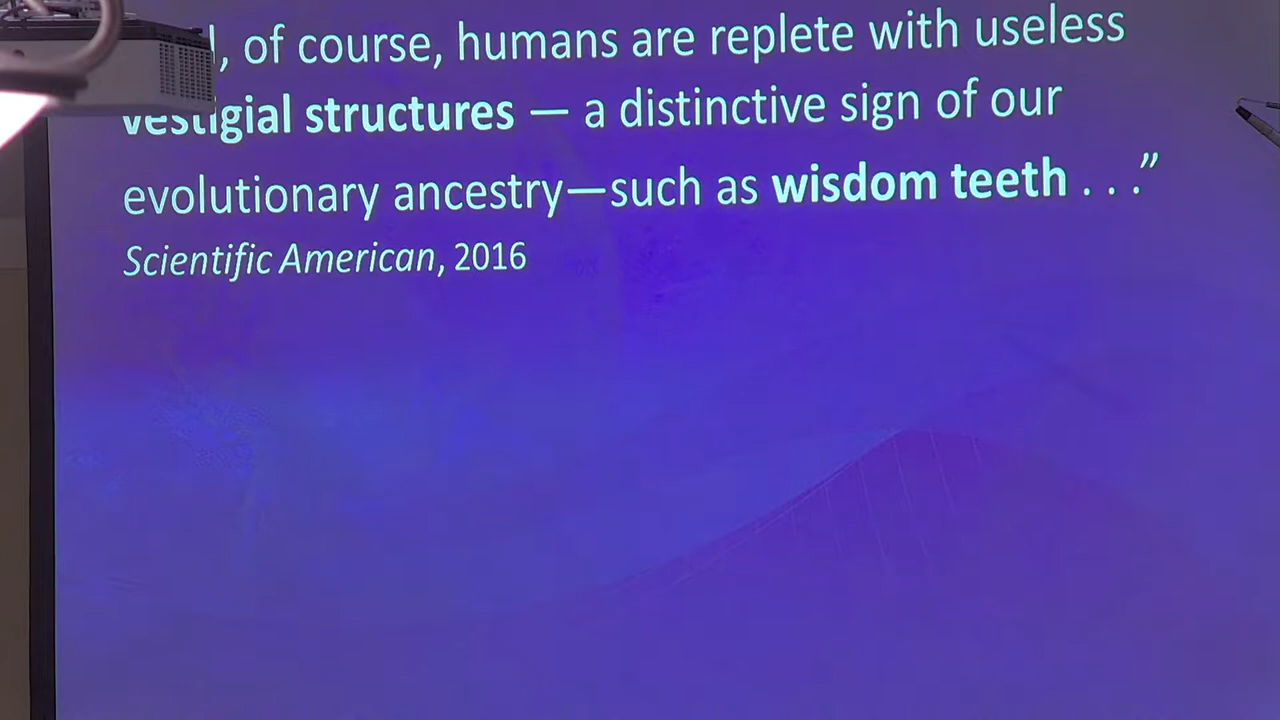 , of course, humans are replete with useless
vestigial structures — a distinctive sign of our
evolutionary ancestry—such as wisdom teeth . . .”
Scientific American, 2016